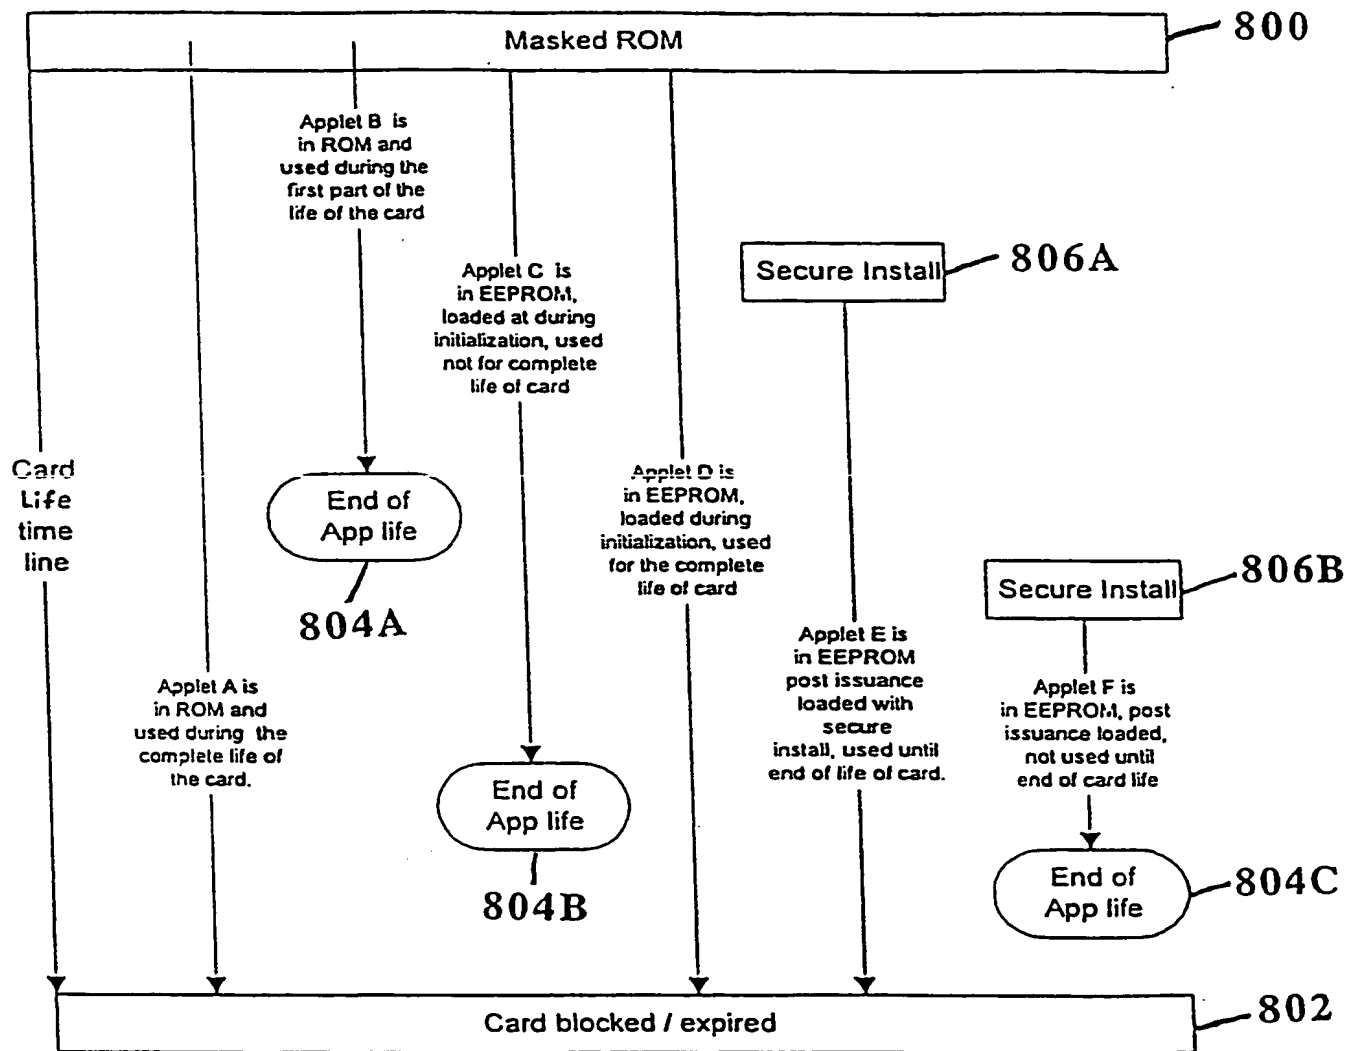 Masked ROM
800
Applet B is
in ROM and
used during the
first part of the
life of the card
Applet C is
in EEPROM,
loaded at during
initialization, used
not for complete
life of card
Secure Install
806A
Card
Life
time
line
End of
App life
804A
Applet D is
in EEPROM,
loaded during
initialization, used
for the complete
life of card
Secure Install
806B
Applet A is
in ROM and
used during the
complete life of
the card.
Applet E is
in EEPROM
post issuance
loaded with
secure
install, used until
end of life of card.
Applet F is
in EEPROM, post
issuance loaded,
not used until
end of card life
End of
App life
804B
End of
App life
804C
Card blocked / expired
802